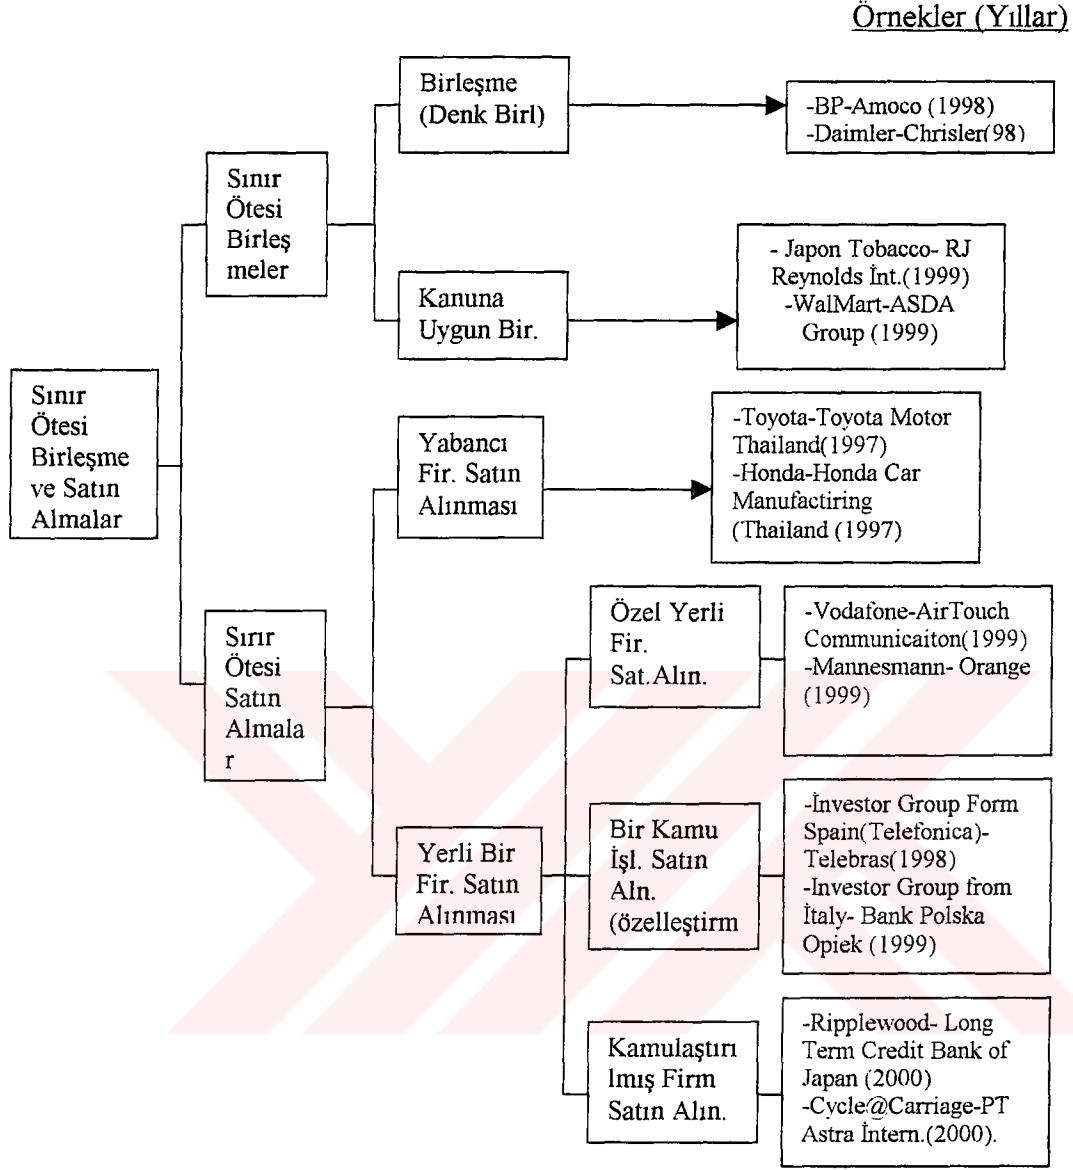 Örnekler (Yıllar)
Birleşme
(Denk Birl)
-BP-Amoco (1998)
-Daimler-Chrisler(98)
Sınır
Ötesi
Birleş
meler
- Japon Tobacco- RJ
Reynolds İnt.(1999)
-WalMart-ASDA
Group (1999)
Kanuna
Uygun Bir.
Sınır
Ötesi
Birleşme
ve Satın
Almalar
Yabancı
Fir. Satın
Alınması
-Toyota-Toyota Motor
Thailand(1997)
-Honda-Honda Car
Manufactiring
(Thailand (1997)
Sırır
Ötesi
Satın
Almala
r
Özel Yerli
Fir.
Sat.Alın.
-Vodafone-AirTouch
Communicaiton(1999)
-Mannesmann- Orange
(1999)
Yerli Bir
Fir. Satın
Alınması
Bir Kamu
İşl. Satın
Aln.
(özelleştirm
-İnvestor Group Form
Spain(Telefonica)-
Telebras(1998)
-Investor Group from
İtaly- Bank Polska
Opiek (1999)
Kamulaştırı
lmış Firm
Satın Alın.
-Ripplewood- Long
Term Credit Bank of
Japan (2000)
-Cycle@Carriage-PT
Astra İntern.(2000).